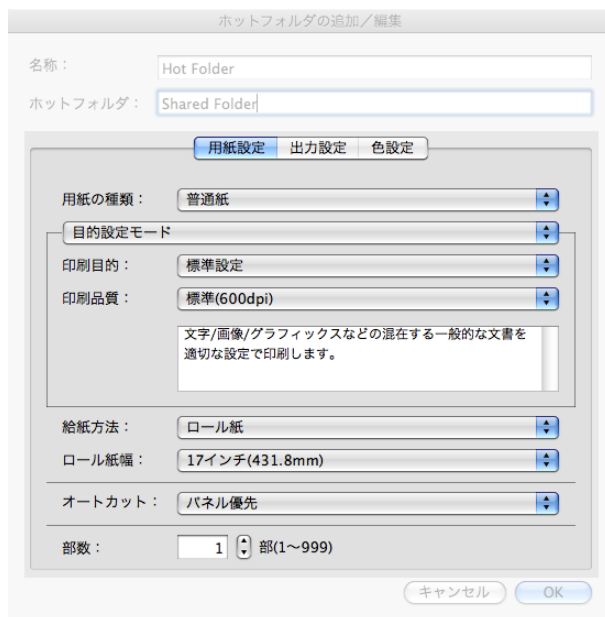 ホットフォルダの追加／編集
名称：
Hot Folder
ホットフォルダ：
Shared Folder
用紙設定 出力設定 色設定
用紙の種類：
普通紙
目的設定モード
印刷目的：
標準設定
印刷品質：
標準(600dpi)
文字/画像/グラフィックスなどの混在する一般的な文書を
適切な設定で印刷します。
給紙方法：
ロール紙
ロール紙幅：
17インチ(431.8mm)
オートカット：
パネル優先
部数：
1 部(1〜999)
キャンセル OK